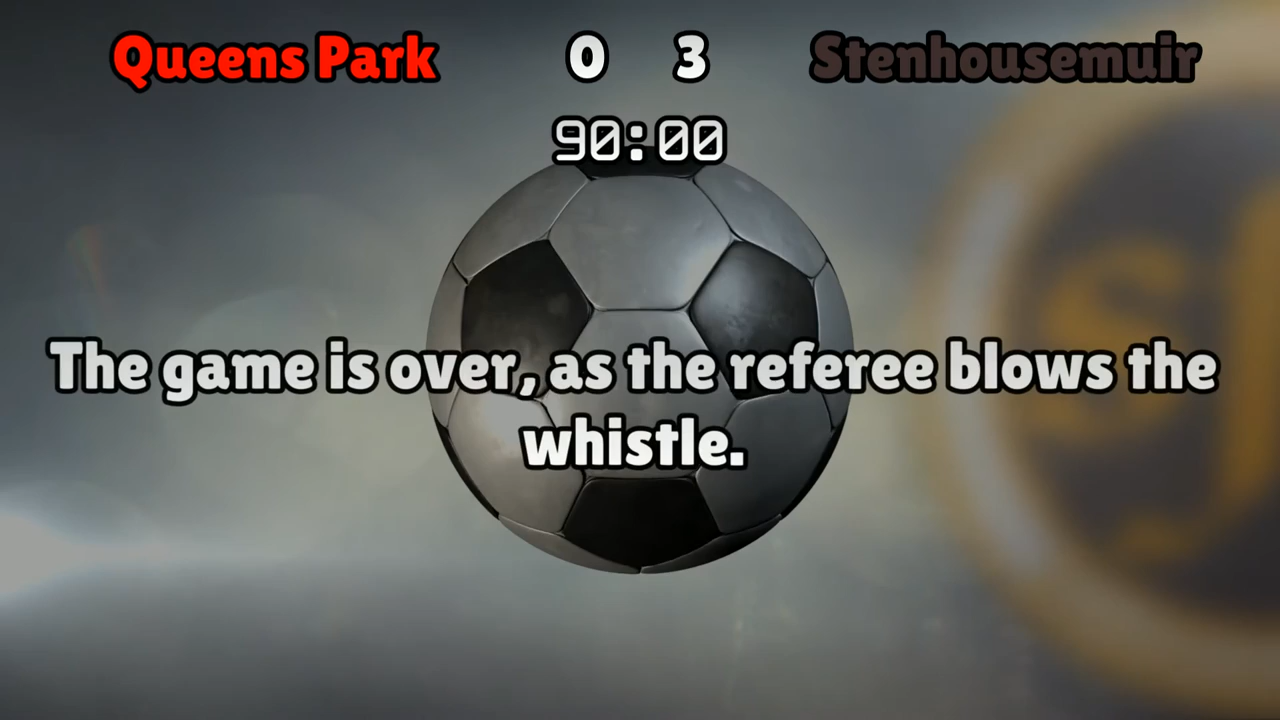 Queens Park 0 3 Stenhousemuir
90:00
The game is over, as the referee blows the
whistle.